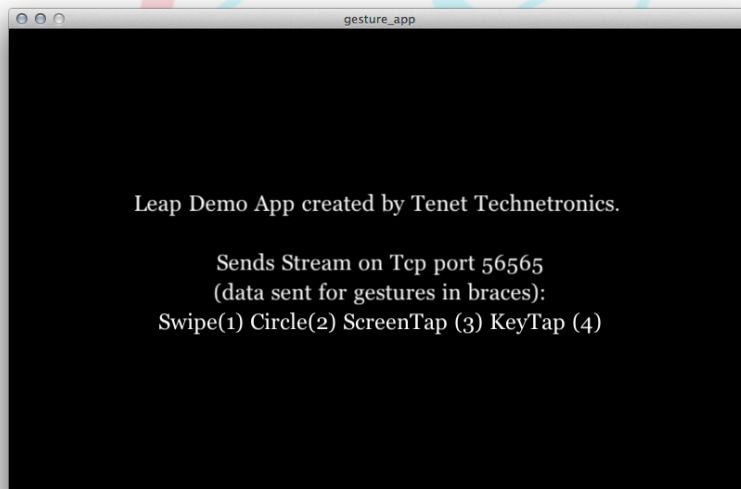 gesture_app
Leap Demo App created by Tenet Technetronics.
Sends Stream on Tcp port 56565
(data sent for gestures in braces):
Swipe(1) Circle(2) ScreenTap (3) KeyTap (4)